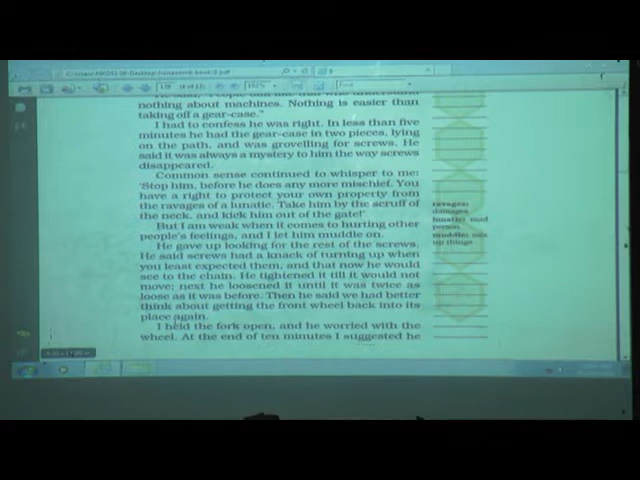 He said, "People talk like that who understand
nothing about machines. Nothing is easier than
taking off a gear-case."
I had to confess he was right. In less than five
minutes he had the gear-case in two pieces, lying
on the path, and was grovelling for screws. He
said it was always a mystery to him the way screws
disappeared.
Common sense continued to whisper to me:
'Stop him, before he does any more mischief. You
have a right to protect your own property from
the ravages of a lunatic. Take him by the scruff of
the neck, and kick him out of the gate!'
But I am weak when it comes to hurting other
people's feelings, and I let him muddle on.
He gave up looking for the rest of the screws.
He said screws had a knack of turning up when
you least expected them, and that now he would
see to the chain. He tightened it till it would not
move; next he loosened it until it was twice as
loose as it was before. Then he said we had better
think about getting the front wheel back into its
place again.
I held the fork open, and he worried with the
wheel. At the end of ten minutes I suggested he
ravages:
damages
lunatic: mad
person
muddle: mix
up things